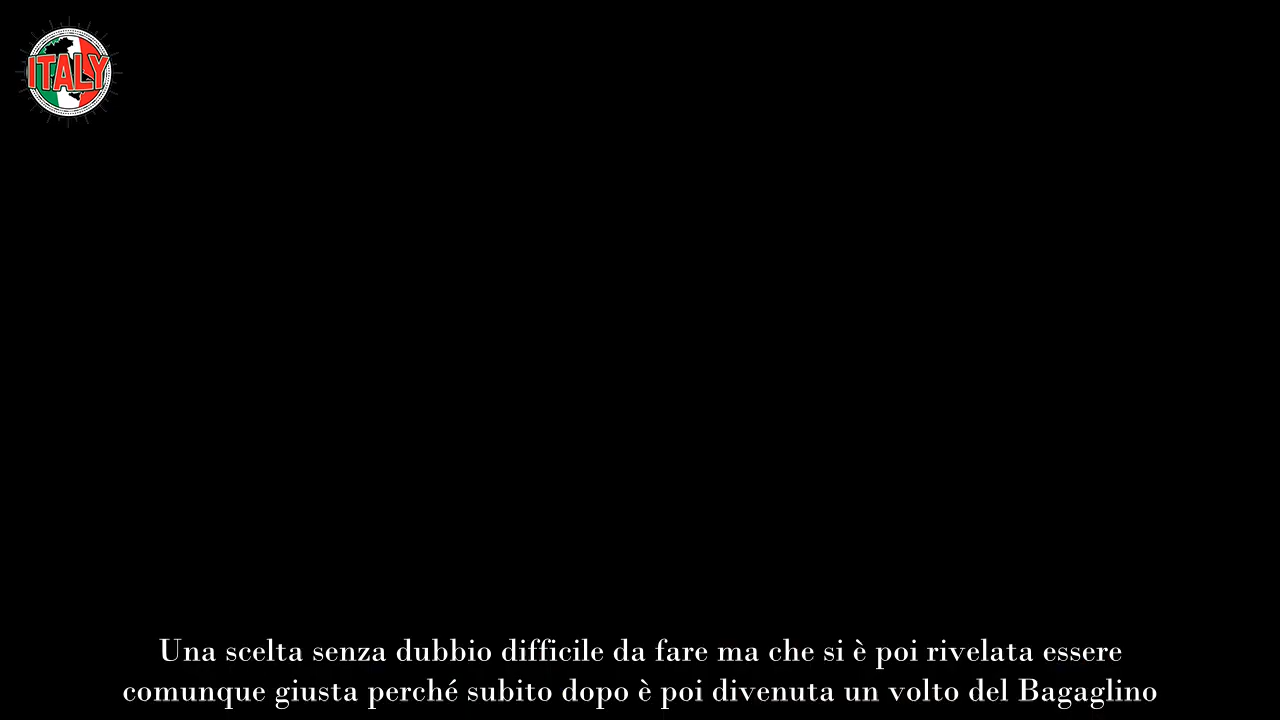 ITALY
Una scelta senza dubbio difficile da fare ma che si è poi rivelata essere
comunque giusta perché subito dopo è poi divenuta un volto del Bagaglino